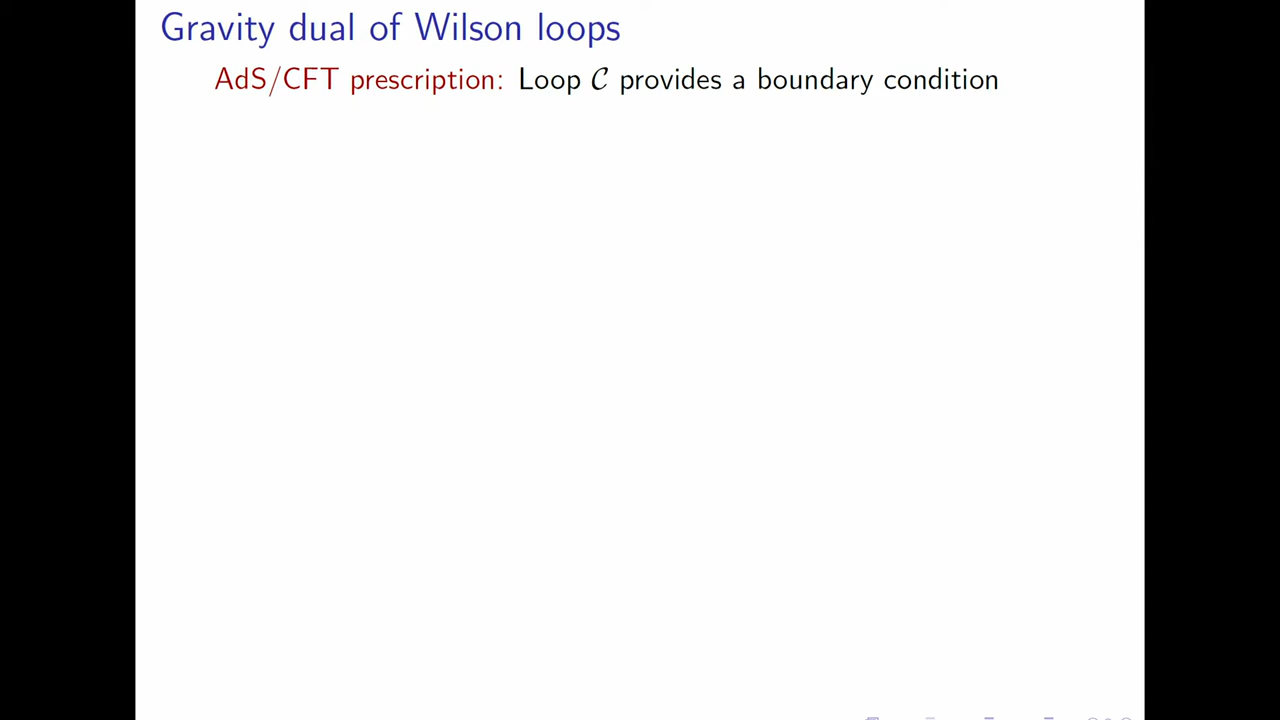 Gravity dual of Wilson loops
AdS/CFT prescription: Loop 𝒞 provides a boundary condition